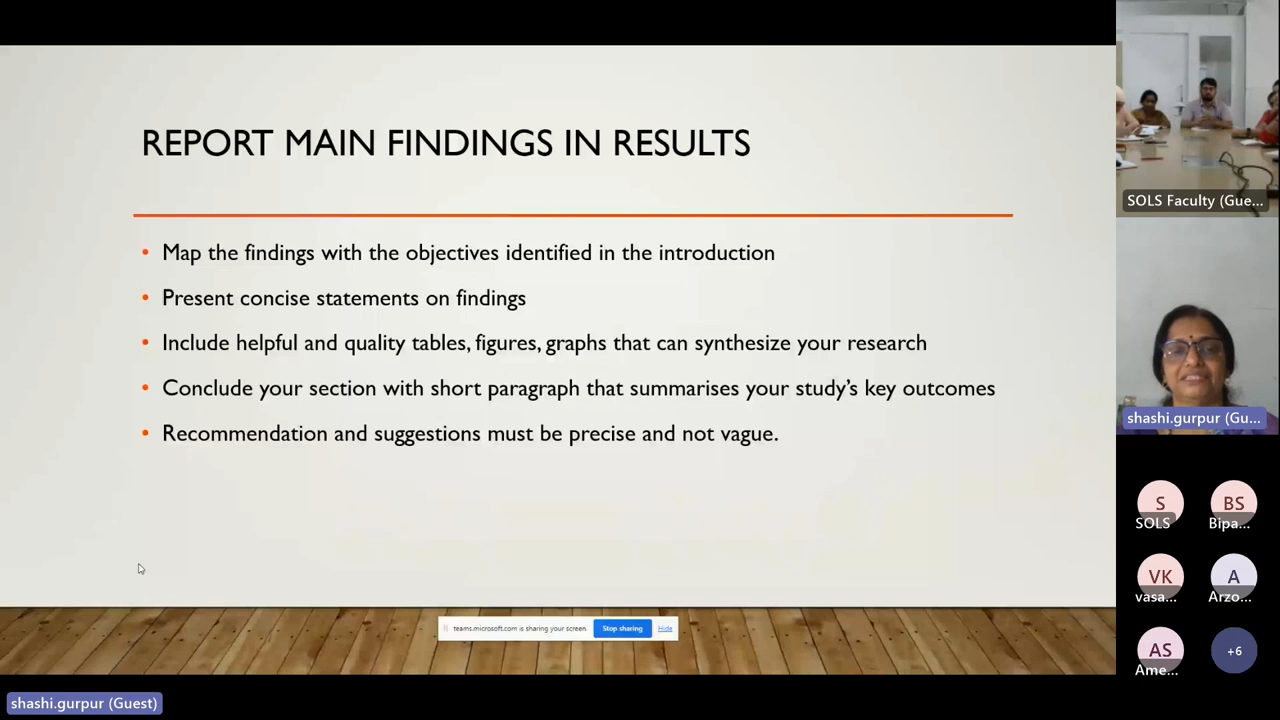 REPORT MAIN FINDINGS IN RESULTS
• Map the findings with the objectives identified in the introduction
• Present concise statements on findings
• Include helpful and quality tables, figures, graphs that can synthesize your research
• Conclude your section with short paragraph that summarises your study's key outcomes
• Recommendation and suggestions must be precise and not vague.
teams.microsoft.com is sharing your screen. Stop sharing Hide
shashi.gurpur (Guest)
SOLS Faculty (Gue...
shashi.gurpur (Gu...
S BS
SOLS Bipa...
VK A
vasa... Arzo...
AS +6
Ame...